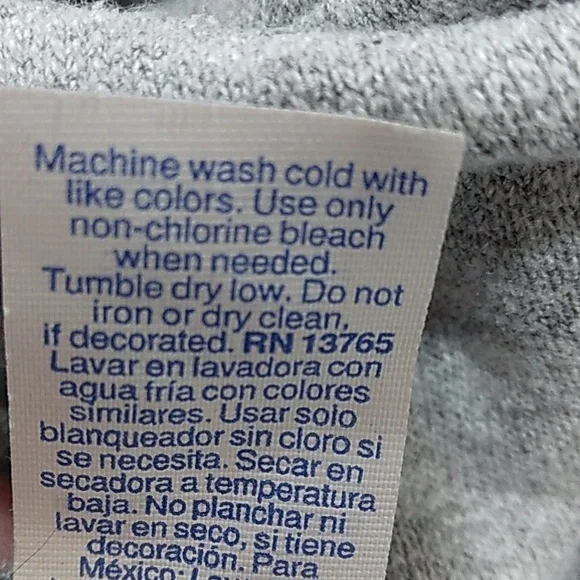 Machine wash cold with
like colors. Use only
non-chlorine bleach
when needed.
Tumble dry low. Do not
iron or dry clean,
if decorated. RN 13765
Lavar en lavadora con
agua fría con colores
similares. Usar solo
blanqueador sin cloro si
se necesita. Secar en
secadora a temperatura
baja. No planchar ni
lavar en seco, si tiene
decoración. Para
México: